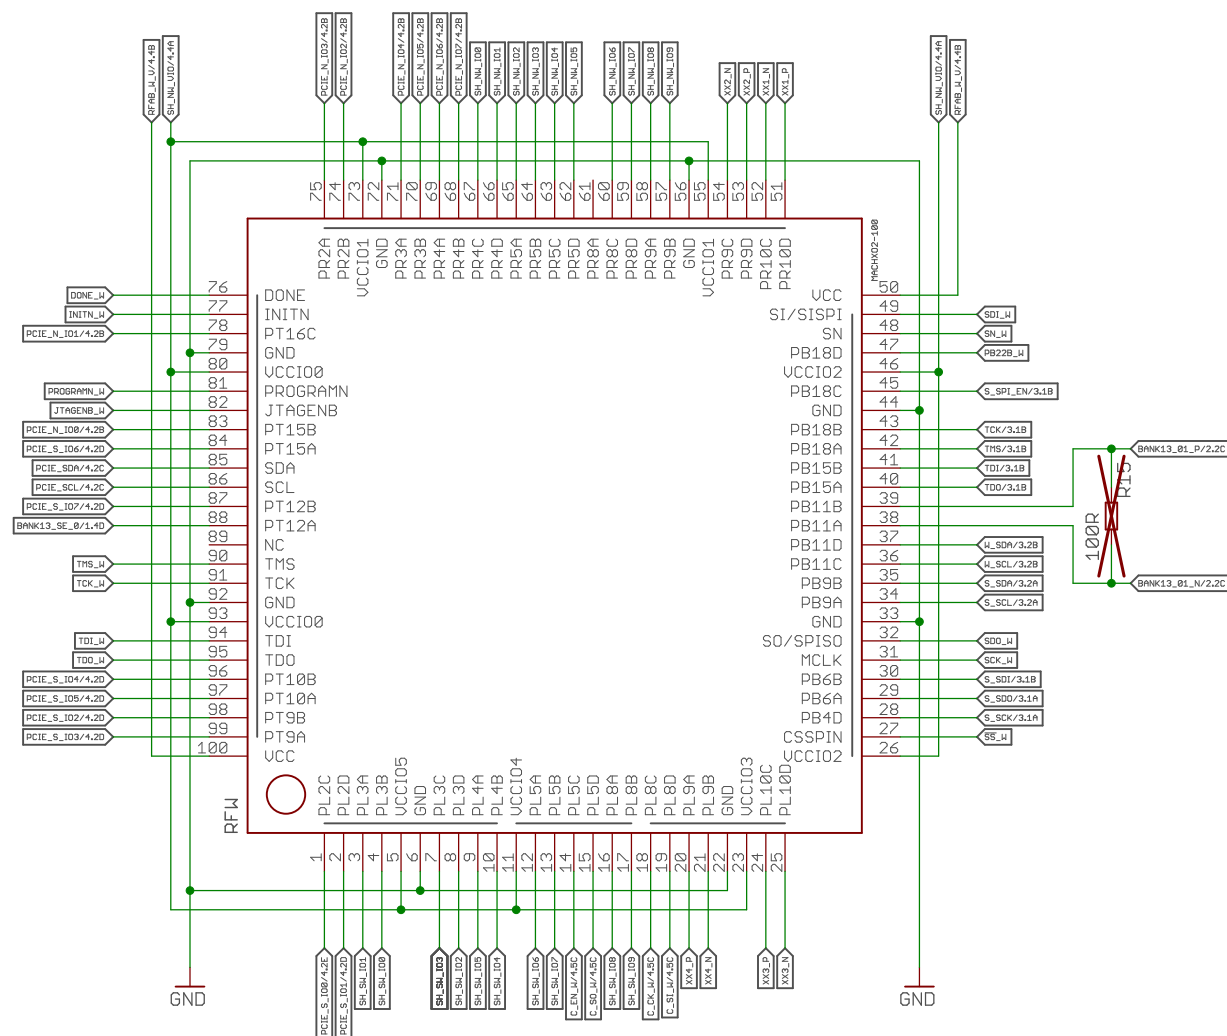 RFAB_W_V/4.4B
SH_NW_VIO/4.4A
PCIE_N_IO3/4.2B
PCIE_N_IO2/4.2B
PCIE_N_IO4/4.2B
PCIE_N_IO5/4.2B
PCIE_N_IO6/4.2B
PCIE_N_IO7/4.2B
SH_NW_IO0
SH_NW_IO1
SH_NW_IO2
SH_NW_IO3
SH_NW_IO4
SH_NW_IO5
SH_NW_IO6
SH_NW_IO7
SH_NW_IO8
SH_NW_IO9
XX2_N
XX2_P
XX1_N
XX1_P
SH_NW_VIO/4.4A
RFAB_W_V/4.4B
75 74 73 72 71 70 69 68 67 66 65 64 63 62 61 60 59 58 57 56 55 54 53 52 51
PR2A
PR2B
VCCIO1
GND
PR3A
PR3B
PR4A
PR4B
PR4C
PR4D
PR5A
PR5B
PR5C
PR5D
PR8A
PR8C
PR8D
PR9A
PR9B
GND
VCCIO1
PR9C
PR9D
PR10C
PR10D
MACHXO2-100
DONE_W 76 DONE
INITN_W 77 INITN
PCIE_N_IO1/4.2B 78 PT16C
79 GND
80 VCCIO0
PROGRAMN_W 81 PROGRAMN
JTAGENB_W 82 JTAGENB
PCIE_N_IO0/4.2B 83 PT15B
PCIE_S_IO6/4.2D 84 PT15A
PCIE_SDA/4.2C 85 SDA
PCIE_SCL/4.2C 86 SCL
PCIE_S_IO7/4.2D 87 PT12B
BANK13_SE_0/1.4D 88 PT12A
89 NC
TMS_W 90 TMS
TCK_W 91 TCK
92 GND
93 VCCIO0
TDI_W 94 TDI
TDO_W 95 TDO
PCIE_S_IO4/4.2D 96 PT10B
PCIE_S_IO5/4.2D 97 PT10A
PCIE_S_IO2/4.2D 98 PT9B
PCIE_S_IO3/4.2D 99 PT9A
100 VCC
VCC 50
SI/SISPI 49 SDI_W
SN 48 SN_W
PB18D 47 PB22B_W
VCCIO2 46
PB18C 45 S_SPI_EN/3.1B
GND 44
PB18B 43 TCK/3.1B
PB18A 42 TMS/3.1B
PB15B 41 TDI/3.1B
PB15A 40 TDO/3.1B
PB11B 39
PB11A 38
PB11D 37 W_SDA/3.2B
PB11C 36 W_SCL/3.2B
PB9B 35 S_SDA/3.2A
PB9A 34 S_SCL/3.2A
GND 33
SO/SPISO 32 SDO_W
MCLK 31 SCK_W
PB6B 30 S_SDI/3.1B
PB6A 29 S_SDO/3.1A
PB4D 28 S_SCK/3.1A
CSSPIN 27 SS_W
VCCIO2 26
BANK13_01_P/2.2C
R15
100R
BANK13_01_N/2.2C
RFW
PL2C
PL2D
PL3A
PL3B
VCCIO5
GND
PL3C
PL3D
PL4A
PL4B
VCCIO4
PL5A
PL5B
PL5C
PL5D
PL8A
PL8B
PL8C
PL8D
PL9A
PL9B
GND
VCCIO3
PL10C
PL10D
1 2 3 4 5 6 7 8 9 10 11 12 13 14 15 16 17 18 19 20 21 22 23 24 25
GND
PCIE_S_IO0/4.2E
PCIE_S_IO1/4.2D
SH_SW_IO1
SH_SW_IO0
SH_SW_IO3
SH_SW_IO2
SH_SW_IO5
SH_SW_IO4
SH_SW_IO6
SH_SW_IO7
C_EN_W/4.5C
C_SO_W/4.5C
SH_SW_IO8
SH_SW_IO9
C_CK_W/4.5C
C_SI_W/4.5C
XX4_P
XX4_N
XX3_P
XX3_N
GND